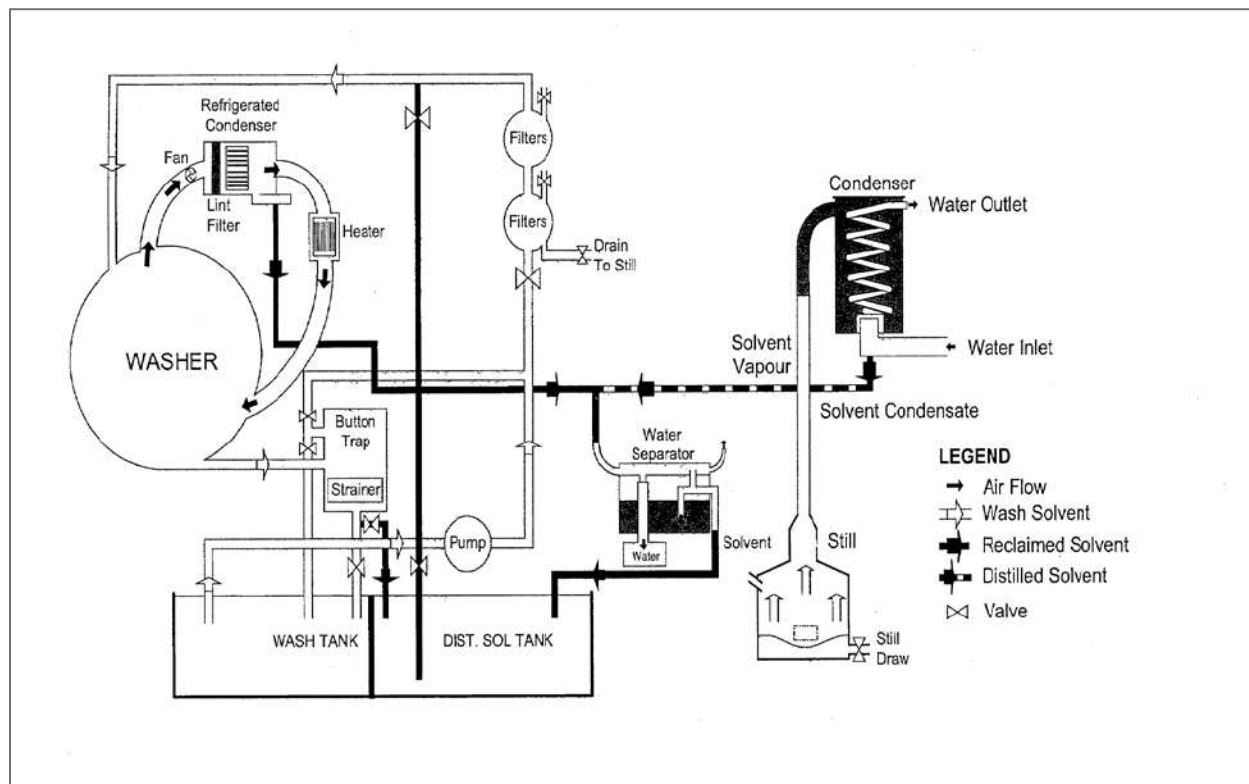 Refrigerated
Condenser
Fan
Lint
Filter
Heater
Filters
Filters
Drain
To Still
WASHER
Button
Trap
Strainer
Pump
WASH TANK
DIST. SOL TANK
Water
Separator
Water
Solvent
Condenser
Water Outlet
Water Inlet
Solvent
Vapour
Solvent Condensate
Still
Still
Draw
LEGEND
Air Flow
Wash Solvent
Reclaimed Solvent
Distilled Solvent
Valve